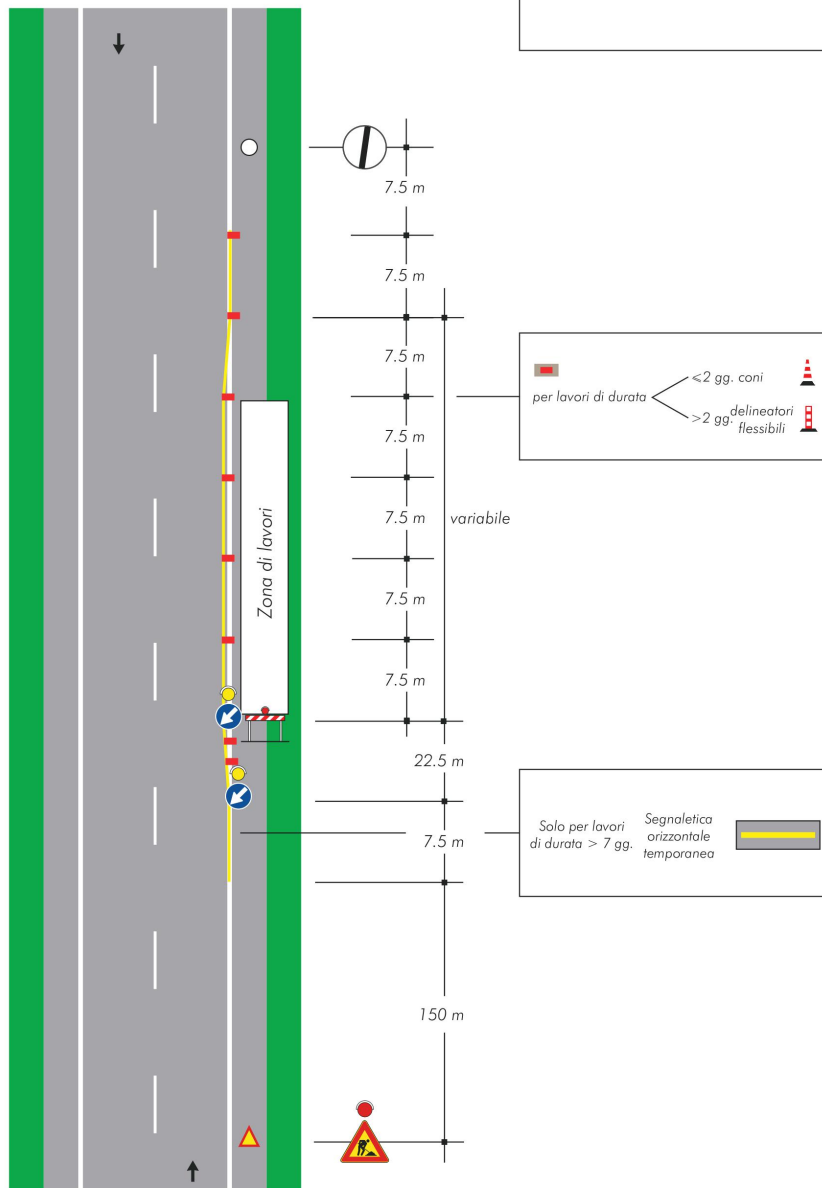 7.5 m
7.5 m
7.5 m
7.5 m
7.5 m
7.5 m
7.5 m
variabile
22.5 m
7.5 m
150 m
Zona di lavori
per lavori di durata
⩽2 gg. coni
>2 gg. delineatori
flessibili
Solo per lavori
di durata > 7 gg.
Segnaletica
orizzontale
temporanea